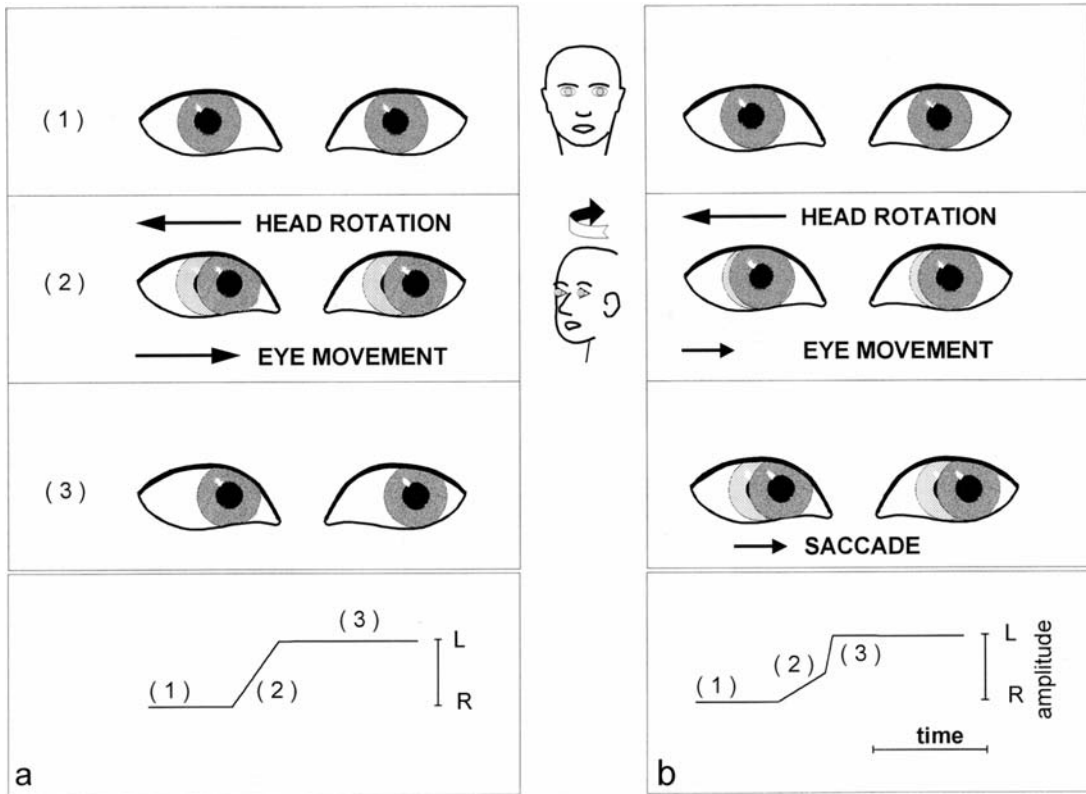 ( 1 )
HEAD ROTATION
HEAD ROTATION
( 2 )
EYE MOVEMENT
EYE MOVEMENT
( 3 )
SACCADE
( 3 )
L
( 1 )
( 2 )
R
a
L
( 2 )
( 3 )
( 1 )
R
amplitude
time
b